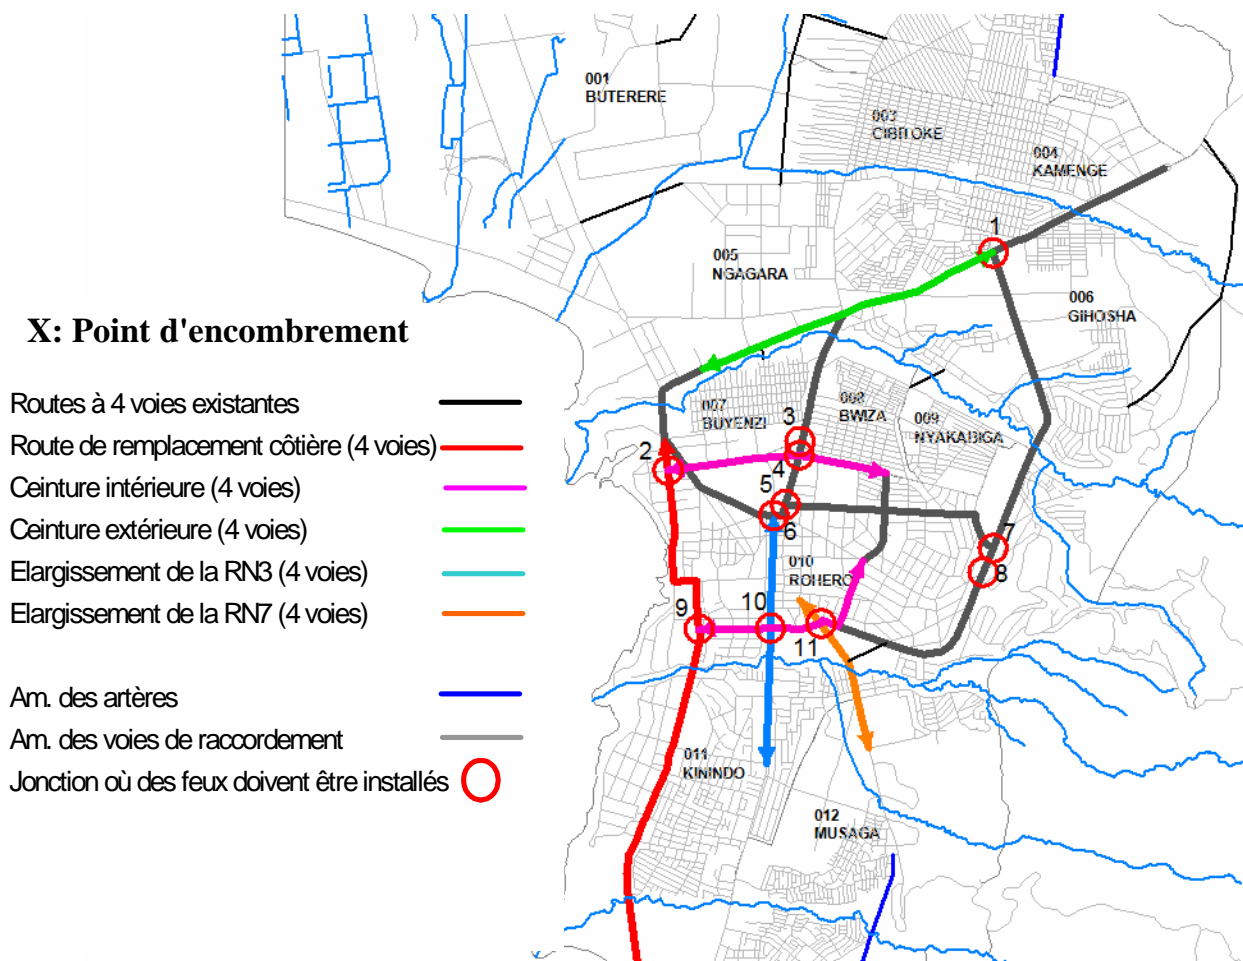 001
BUTERERE
003
CIBITOKE
004
KAMENGE
1
005
NGAGARA
006
GIHOSHA
X: Point d'encombrement
Routes à 4 voies existantes
Route de remplacement côtière (4 voies)
Ceinture intérieure (4 voies)
Ceinture extérieure (4 voies)
Elargissement de la RN3 (4 voies)
Elargissement de la RN7 (4 voies)
Am. des artères
Am. des voies de raccordement
Jonction où des feux doivent être installés
007
BUYENZI
008
BWIZA
009
NYAKABIGA
3
2
4
5
6
7
8
010
ROHERO
9
10
11
011
KININDO
012
MUSAGA